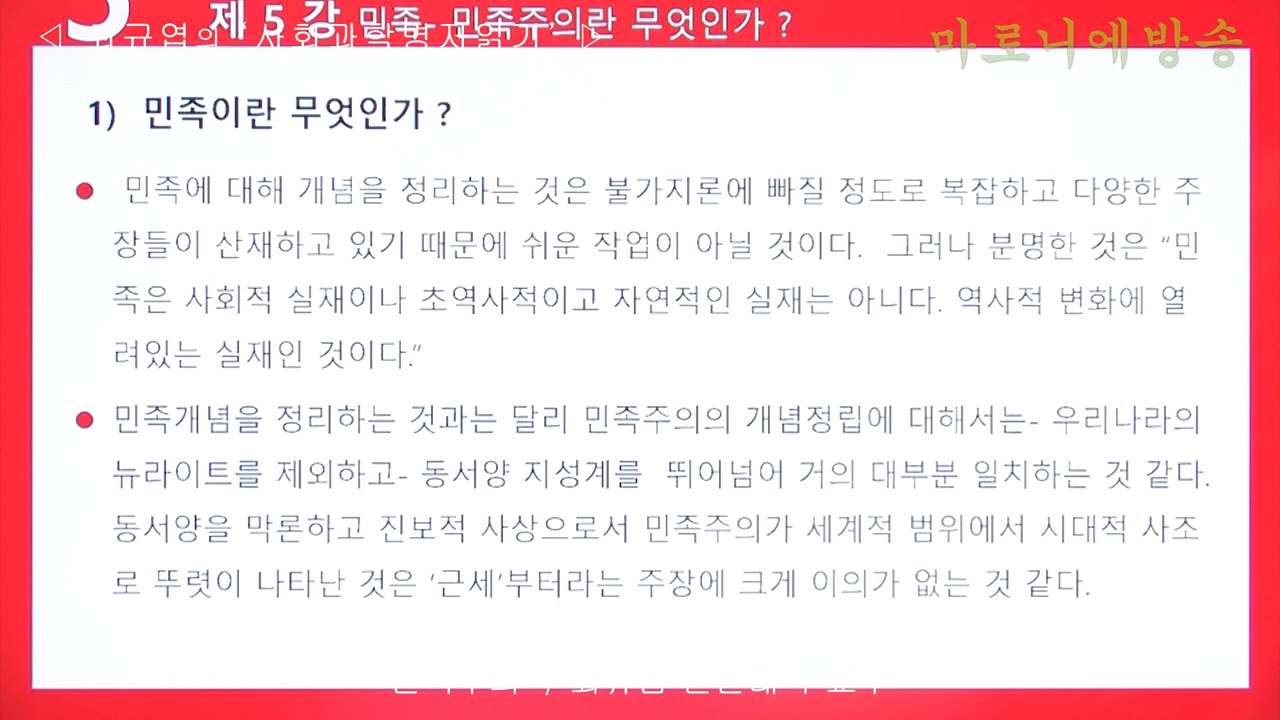 제 5 강 민족- 민족주의란 무엇인가 ?
마로니에방송
1) 민족이란 무엇인가 ?
민족에 대해 개념을 정리하는 것은 불가지론에 빠질 정도로 복잡하고 다양한 주
장들이 산재하고 있기 때문에 쉬운 작업이 아닐 것이다. 그러나 분명한 것은 “민
족은 사회적 실재이나 초역사적이고 자연적인 실재는 아니다. 역사적 변화에 열
려있는 실재인 것이다.”
민족개념을 정리하는 것과는 달리 민족주의의 개념정립에 대해서는- 우리나라의
뉴라이트를 제외하고- 동서양 지성계를 뛰어넘어 거의 대부분 일치하는 것 같다.
동서양을 막론하고 진보적 사상으로서 민족주의가 세계적 범위에서 시대적 사조
로 뚜렷이 나타난 것은 ‘근세’부터라는 주장에 크게 이의가 없는 것 같다.